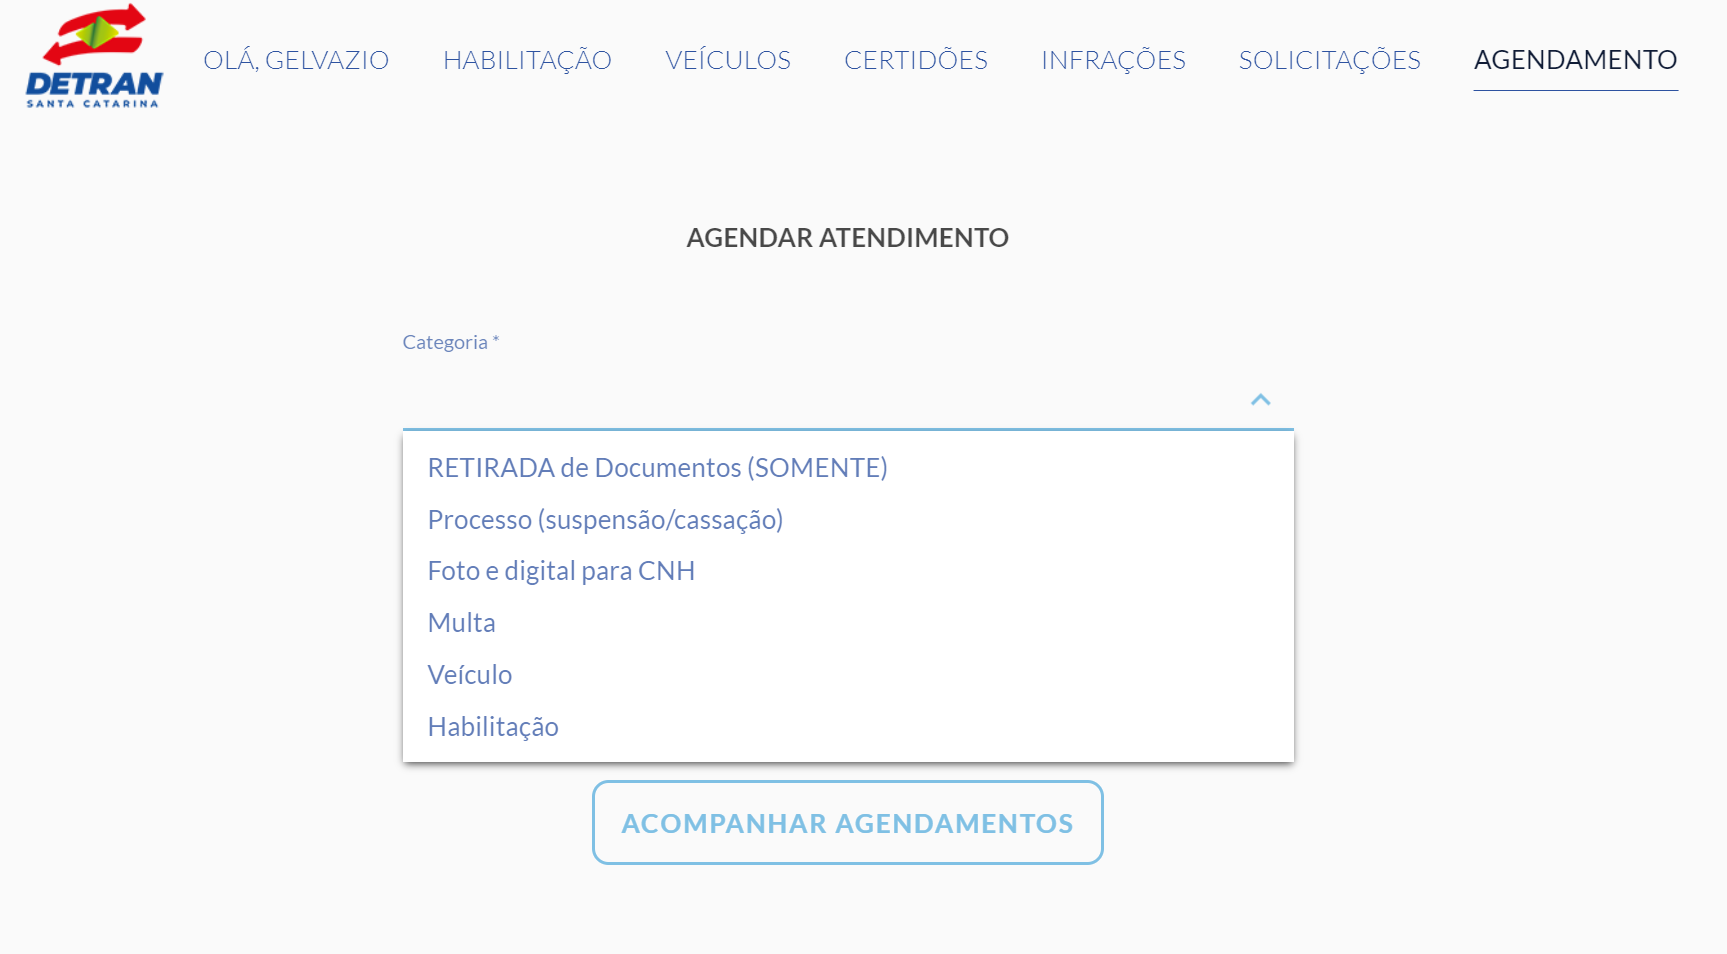 DETRAN
SANTA CATARINA
OLÁ, GELVAZIO
HABILITAÇÃO
VEÍCULOS
CERTIDÕES
INFRAÇÕES
SOLICITAÇÕES
AGENDAMENTO
AGENDAR ATENDIMENTO
Categoria *
RETIRADA de Documentos (SOMENTE)
Processo (suspensão/cassação)
Foto e digital para CNH
Multa
Veículo
Habilitação
ACOMPANHAR AGENDAMENTOS